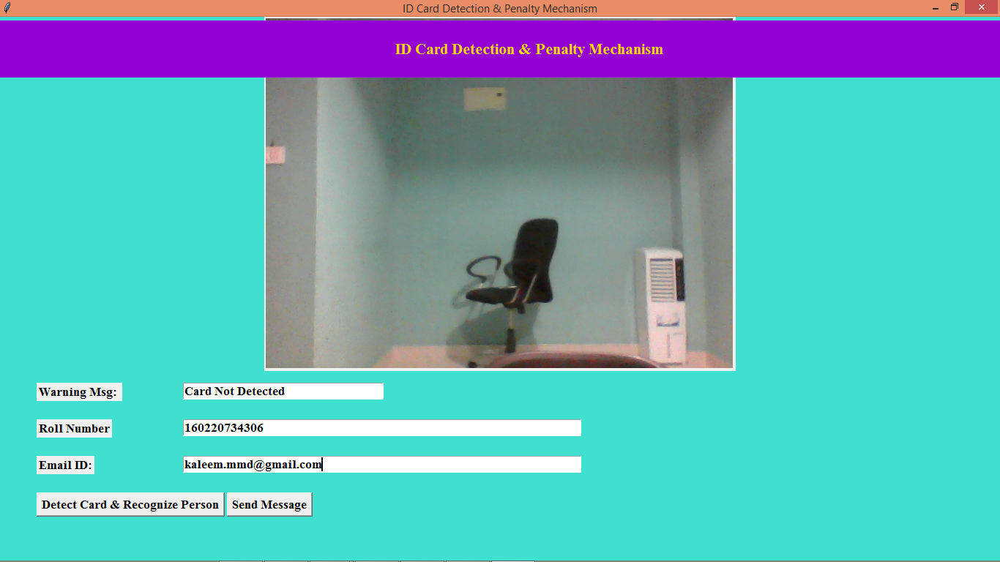 ID Card Detection & Penalty Mechanism
ID Card Detection & Penalty Mechanism
Warning Msg: Card Not Detected
Roll Number 160220734306
Email ID: kaleem.mmd@gmail.com
Detect Card & Recognize Person Send Message